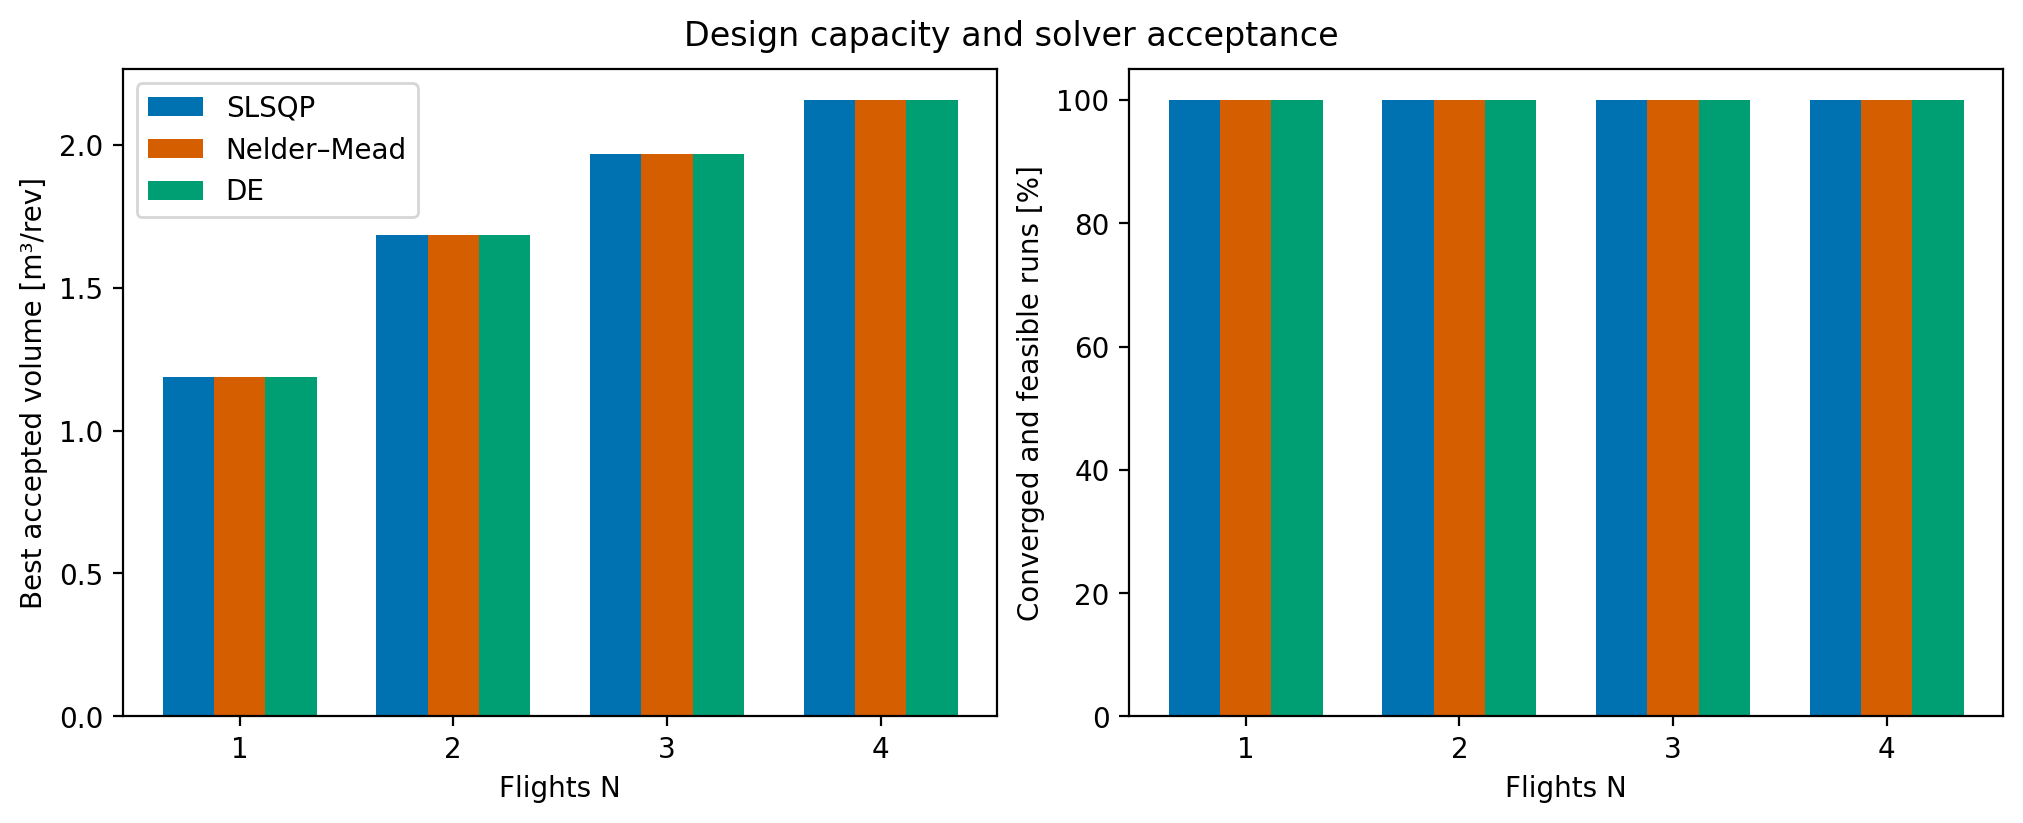 Design capacity and solver acceptance
SLSQP
Nelder–Mead
DE
Best accepted volume [m³/rev]
2.0
1.5
1.0
0.5
0.0
1 2 3 4
Flights N
Converged and feasible runs [%]
100
80
60
40
20
0
1 2 3 4
Flights N